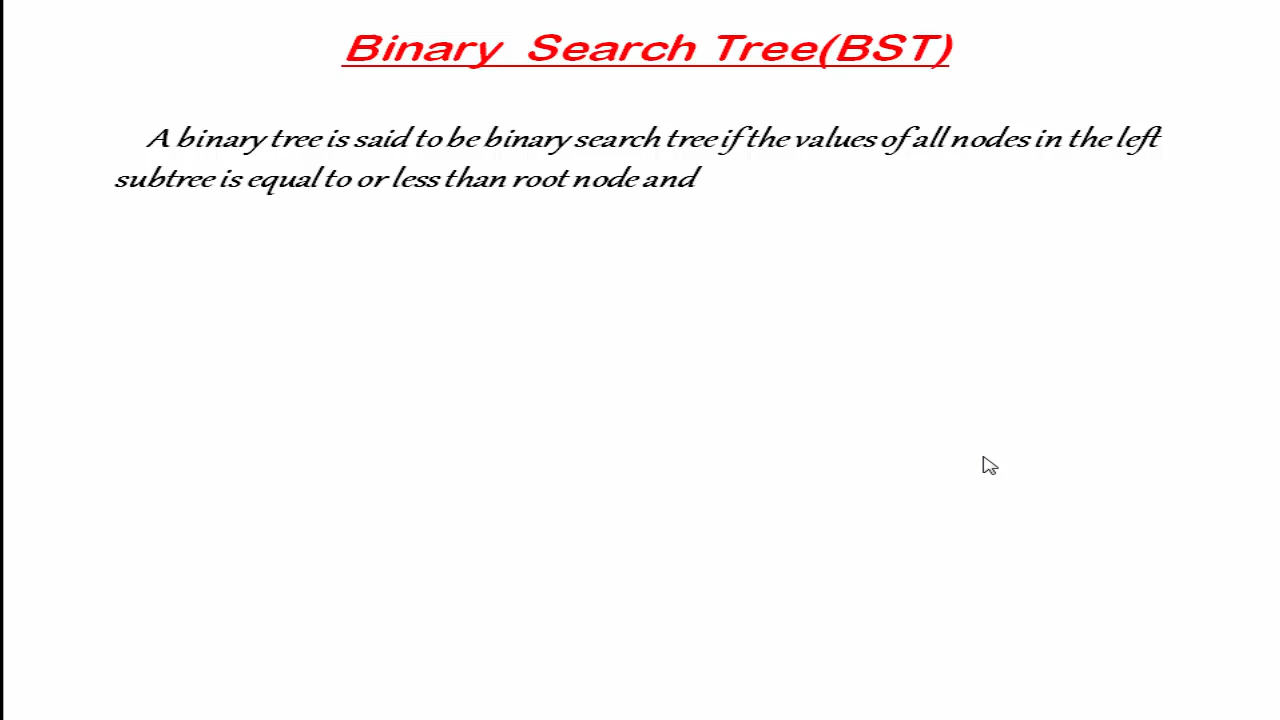 Binary Search Tree(BST)
A binary tree is said to be binary search tree if the values of all nodes in the left
subtree is equal to or less than root node and